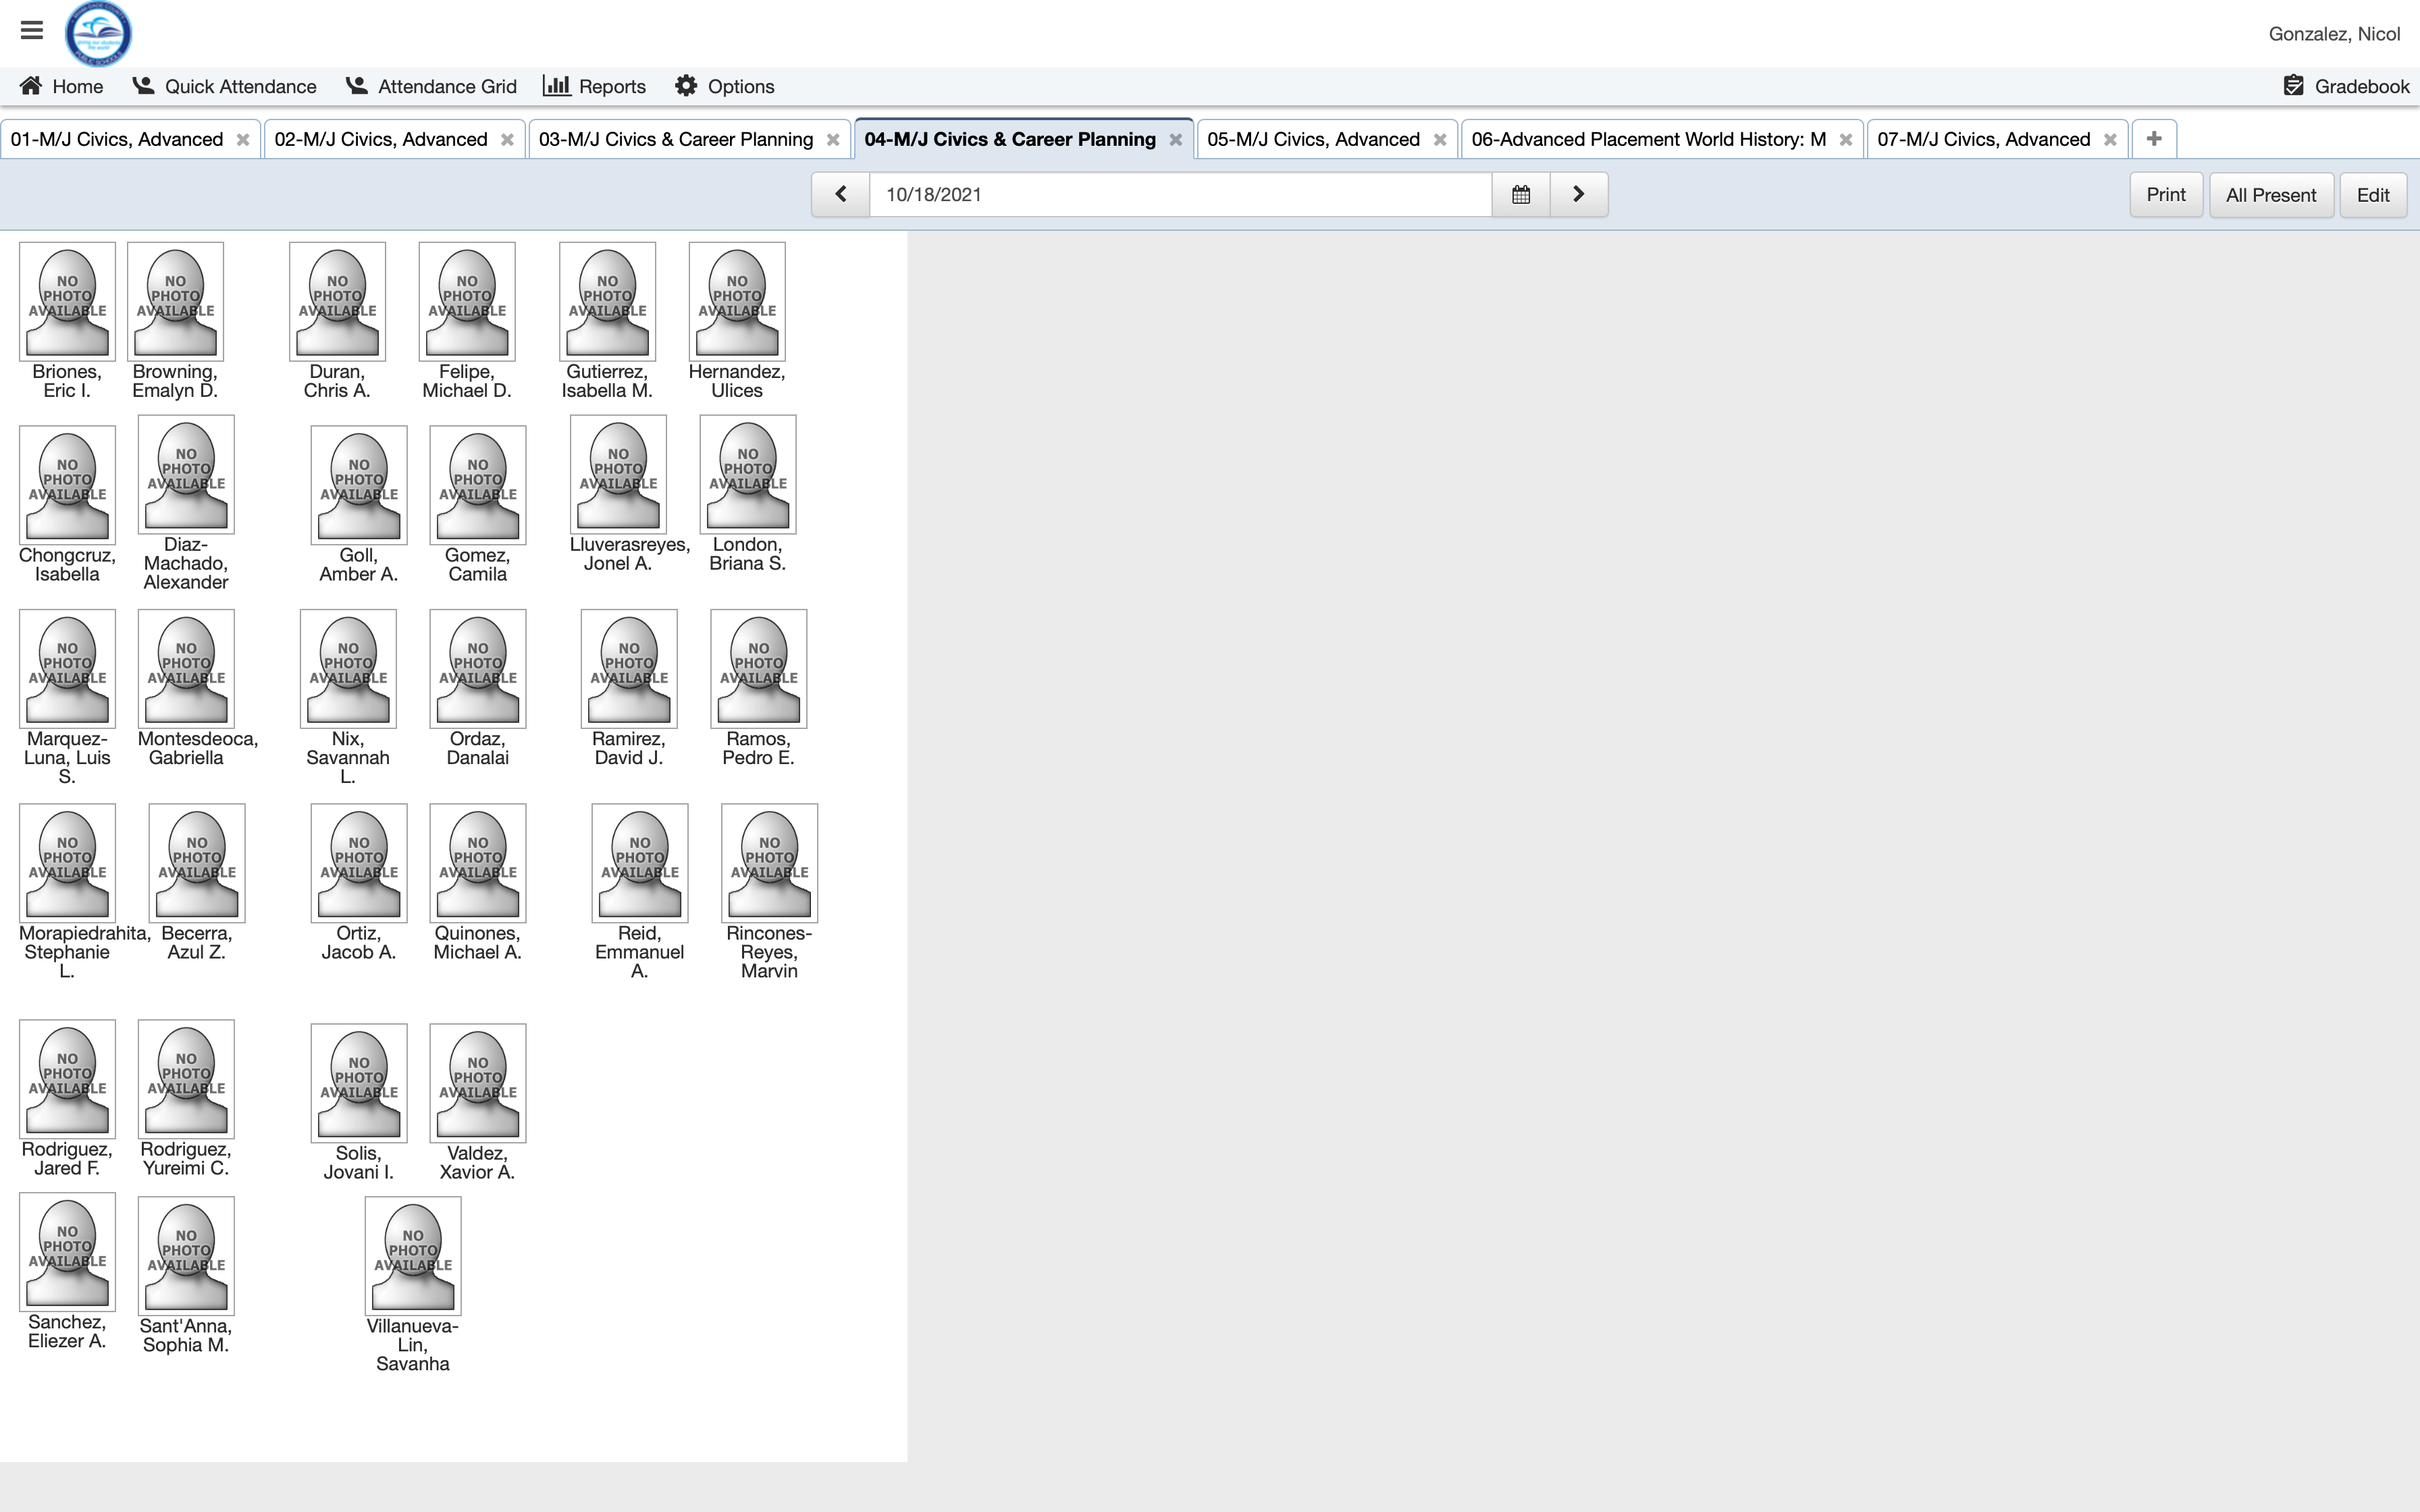 Gonzalez, Nicol
Home Quick Attendance Attendance Grid Reports Options Gradebook
01-M/J Civics, Advanced 02-M/J Civics, Advanced 03-M/J Civics & Career Planning 04-M/J Civics & Career Planning 05-M/J Civics, Advanced 06-Advanced Placement World History: M 07-M/J Civics, Advanced
10/18/2021 Print All Present Edit
NO NO NO NO NO NO
PHOTO PHOTO PHOTO PHOTO PHOTO PHOTO
AVAILABLE AVAILABLE AVAILABLE AVAILABLE AVAILABLE AVAILABLE
Briones, Browning, Duran, Felipe, Gutierrez, Hernandez,
Eric I. Emalyn D. Chris A. Michael D. Isabella M. Ulices
NO NO NO NO NO NO
PHOTO PHOTO PHOTO PHOTO PHOTO PHOTO
AVAILABLE AVAILABLE AVAILABLE AVAILABLE AVAILABLE AVAILABLE
Chongcruz, Diaz- Goll, Gomez, Lluverasreyes, London,
Isabella Machado, Amber A. Camila Jonel A. Briana S.
Alexander
NO NO NO NO NO NO
PHOTO PHOTO PHOTO PHOTO PHOTO PHOTO
AVAILABLE AVAILABLE AVAILABLE AVAILABLE AVAILABLE AVAILABLE
Marquez- Montesdeoca, Nix, Ordaz, Ramirez, Ramos,
Luna, Luis Gabriella Savannah Danalai David J. Pedro E.
S. L.
NO NO NO NO NO NO
PHOTO PHOTO PHOTO PHOTO PHOTO PHOTO
AVAILABLE AVAILABLE AVAILABLE AVAILABLE AVAILABLE AVAILABLE
Morapiedrahita, Becerra, Ortiz, Quinones, Reid, Rincones-
Stephanie Azul Z. Jacob A. Michael A. Emmanuel Reyes,
L. A. Marvin
NO NO NO NO
PHOTO PHOTO PHOTO PHOTO
AVAILABLE AVAILABLE AVAILABLE AVAILABLE
Rodriguez, Rodriguez, Solis, Valdez,
Jared F. Yureimi C. Jovani I. Xavior A.
NO NO NO
PHOTO PHOTO PHOTO
AVAILABLE AVAILABLE AVAILABLE
Sanchez, Sant'Anna, Villanueva-
Eliezer A. Sophia M. Lin,
Savanha